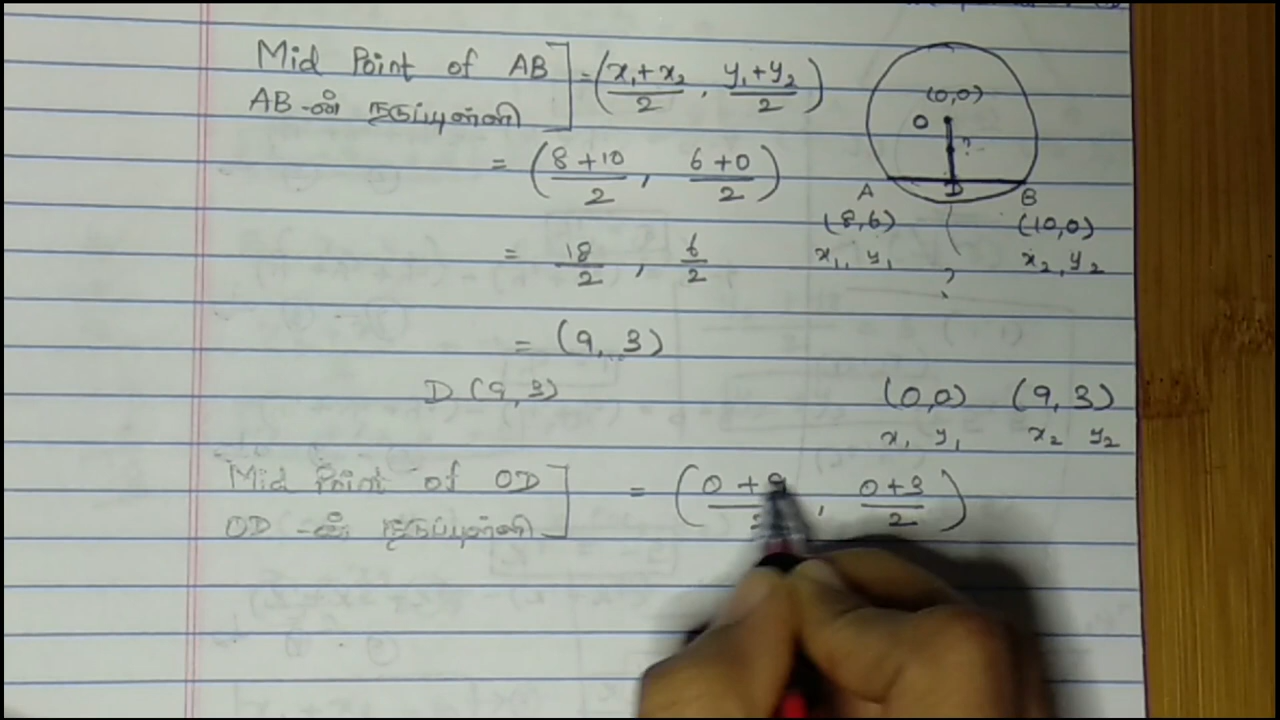 Mid Point of AB
AB-ன் நடுப்புள்ளி
= (x₁+x₂/2, y₁+y₂/2)
= (8+10/2, 6+0/2)
= 18/2, 6/2
= (9, 3)
D (9, 3)
(0,0)
O
?
A D B
(8,6) (10,0)
x₁, y₁ x₂, y₂
?
(0,0) (9,3)
x₁ y₁ x₂ y₂
Mid Point of OD
OD-ன் நடுப்புள்ளி
= (0+9/2, 0+3/2)